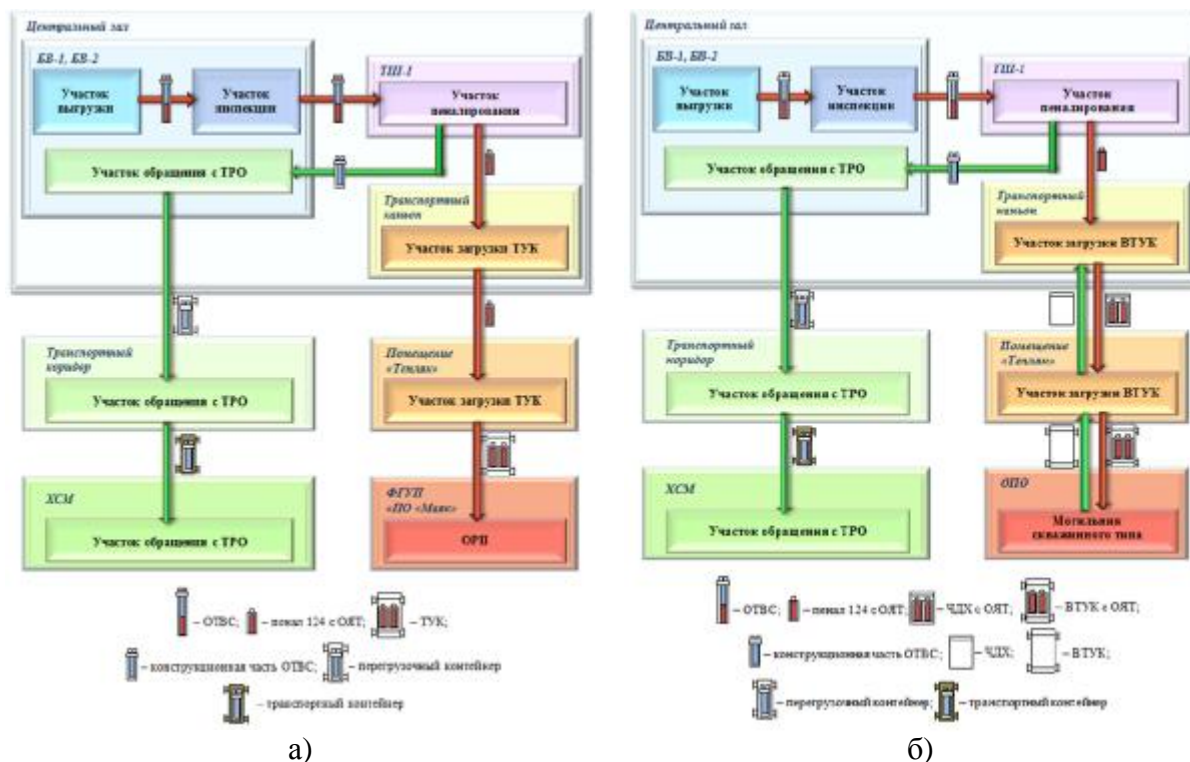 Центральный зал
БВ-1, БВ-2
Участок
выгрузки
Участок
инспекции
ТШ-1
Участок
пеналирования
Участок обращения с ТРО
Транспортный
каньон
Участок загрузки ТУК
Транспортный
коридор
Участок обращения с ТРО
Помещение
«Тепляк»
Участок загрузки ТУК
ХСМ
Участок обращения с ТРО
ФГУП
«ПО «Маяк»
ОРП
– ОТВС;
– пенал 124 с ОЯТ;
– ТУК;
– конструкционная часть ОТВС;
– перегрузочный контейнер
– транспортный контейнер
а)
Центральный зал
БВ-1, БВ-2
Участок
выгрузки
Участок
инспекции
ТШ-1
Участок
пеналирования
Участок обращения с ТРО
Транспортный
каньон
Участок загрузки ВТУК
Транспортный
коридор
Участок обращения с ТРО
Помещение
«Тепляк»
Участок загрузки ВТУК
ХСМ
Участок обращения с ТРО
ОПО
Могильник
скважинного типа
– ОТВС;
– пенал 124 с ОЯТ;
– ЧДХ с ОЯТ;
– ВТУК с ОЯТ;
– конструкционная часть ОТВС;
– ЧДХ;
– ВТУК;
– перегрузочный контейнер;
– транспортный контейнер
б)